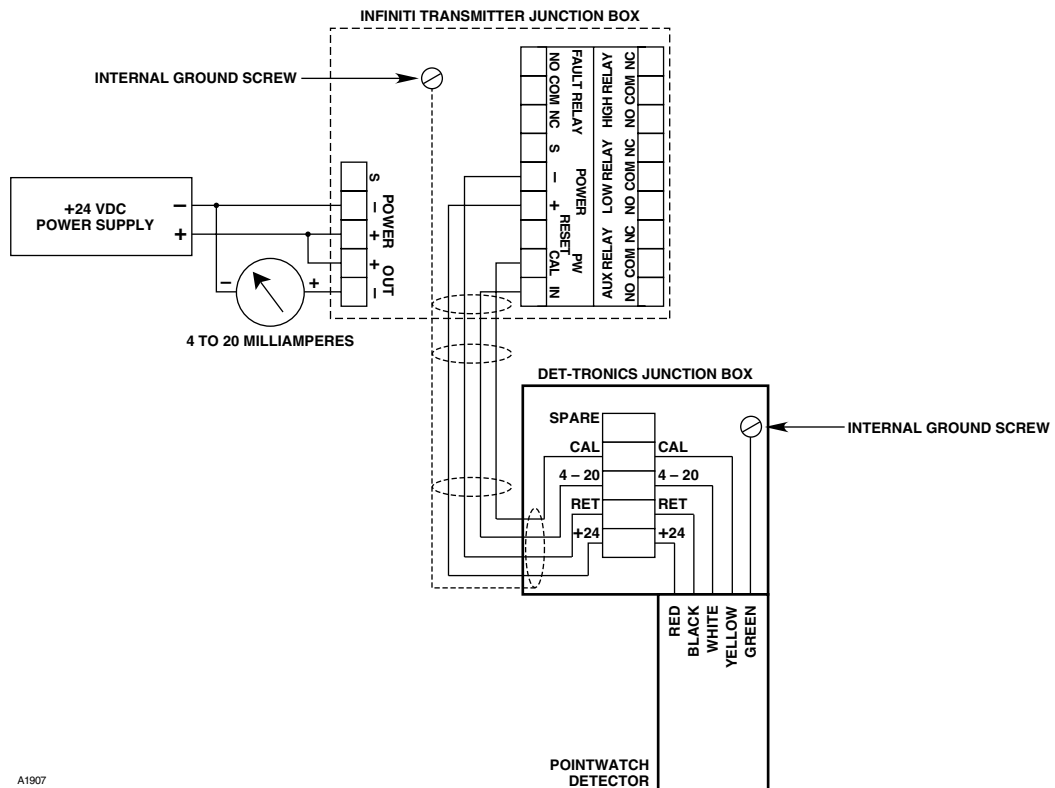 INFINITI TRANSMITTER JUNCTION BOX
INTERNAL GROUND SCREW
FAULT RELAY
NO COM NC
HIGH RELAY
NO COM NC
S
POWER
–
+
LOW RELAY
NO COM NC
RESET
PW
CAL
IN
AUX RELAY
NO COM NC
+24 VDC
POWER SUPPLY
–
+
S
POWER
–
+
OUT
+
–
–
+
4 TO 20 MILLIAMPERES
DET-TRONICS JUNCTION BOX
SPARE
CAL
CAL
4 – 20
4 – 20
RET
RET
+24
+24
INTERNAL GROUND SCREW
RED
BLACK
WHITE
YELLOW
GREEN
POINTWATCH
DETECTOR
A1907